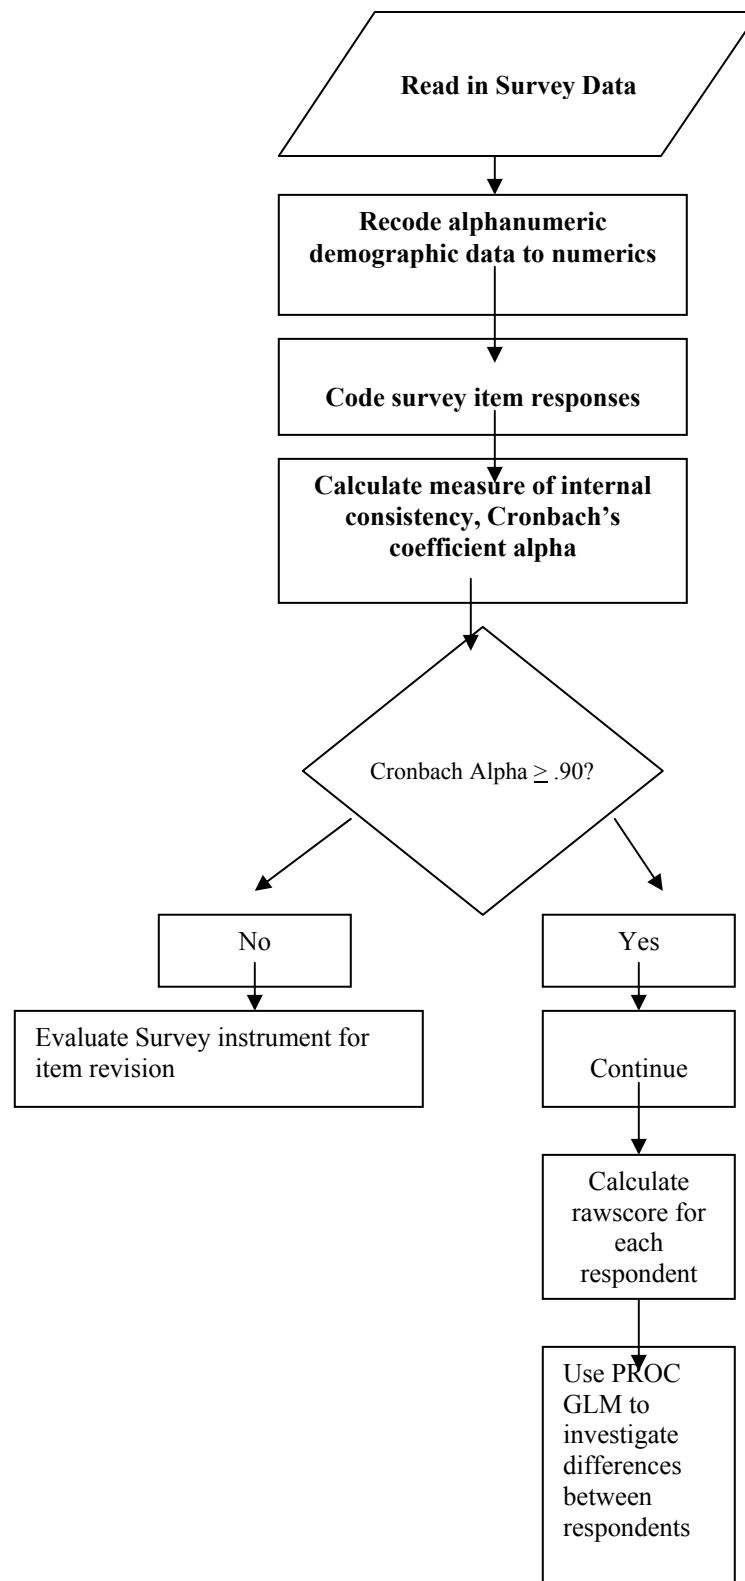 Read in Survey Data
Recode alphanumeric
demographic data to numerics
Code survey item responses
Calculate measure of internal
consistency, Cronbach’s
coefficient alpha
Cronbach Alpha ≥ .90?
No
Yes
Evaluate Survey instrument for
item revision
Continue
Calculate
rawscore for
each
respondent
Use PROC
GLM to
investigate
differences
between
respondents